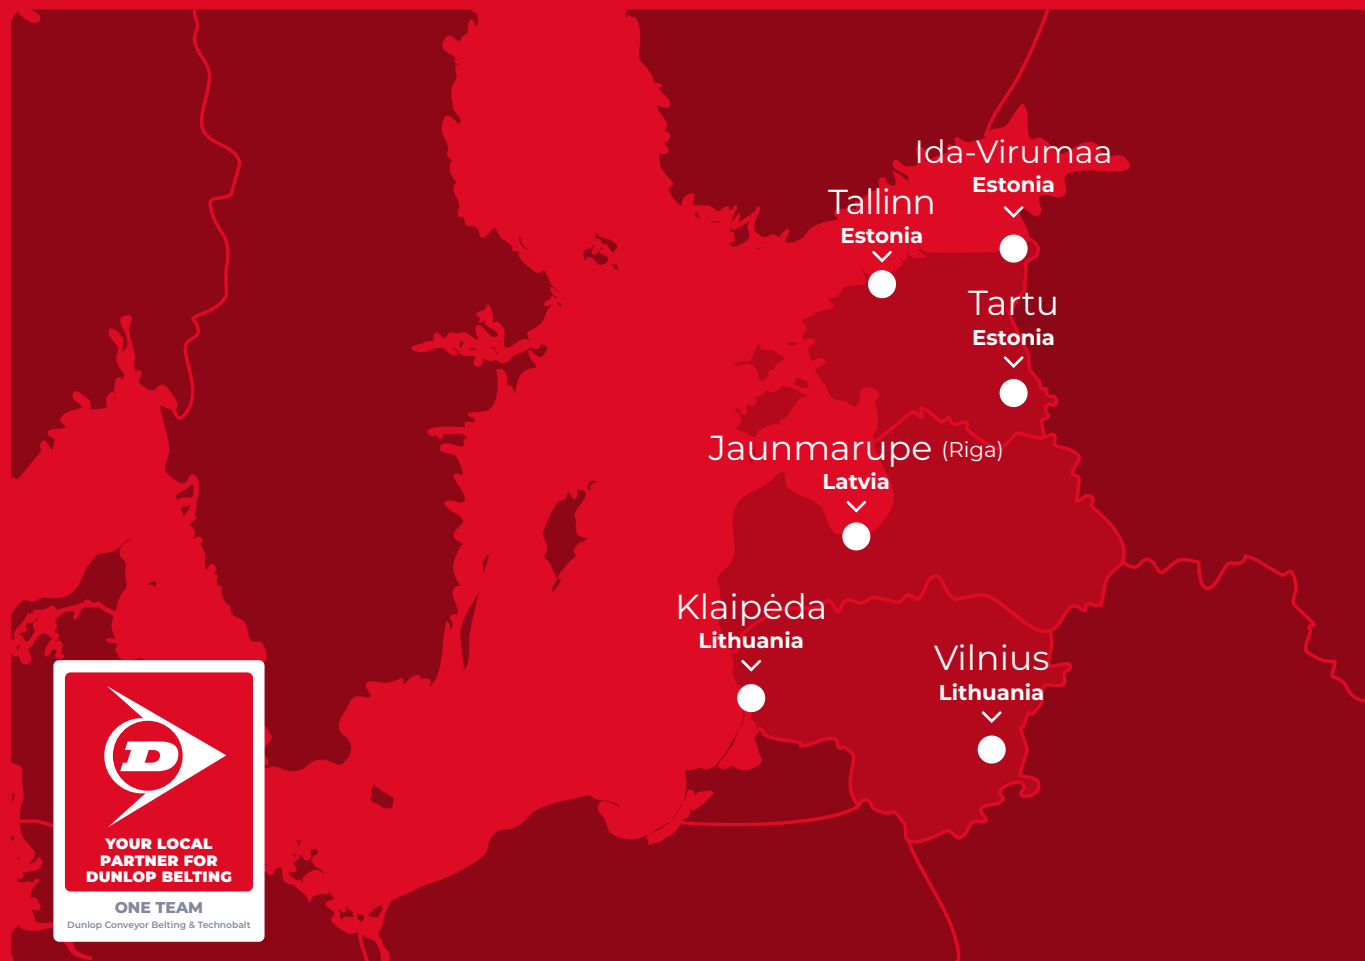 Ida-Virumaa
Estonia
Tallinn
Estonia
Tartu
Estonia
Jaunmarupe (Riga)
Latvia
Klaipėda
Lithuania
Vilnius
Lithuania
D
YOUR LOCAL
PARTNER FOR
DUNLOP BELTING
ONE TEAM
Dunlop Conveyor Belting & Technobalt